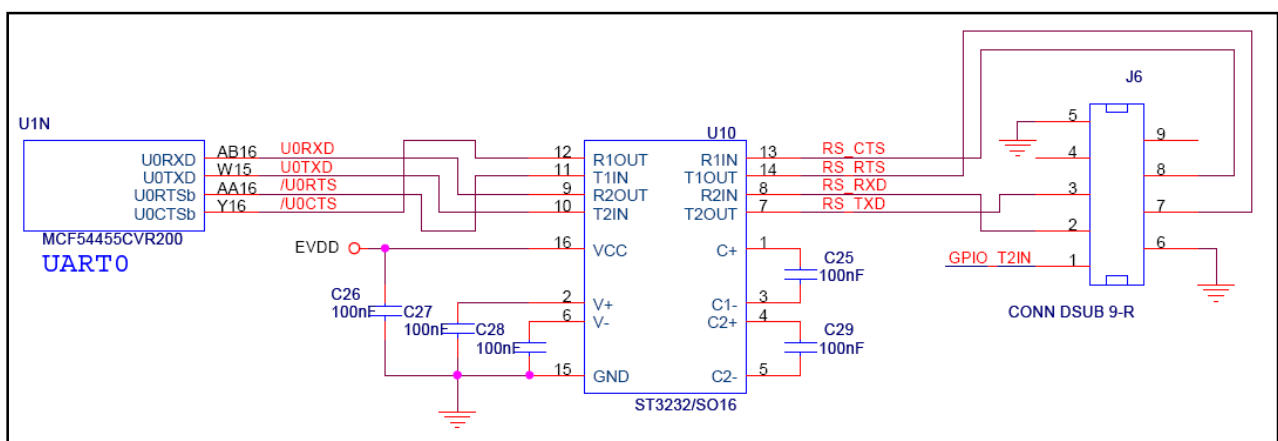 U1N
U0RXD AB16 U0RXD
U0TXD W15 U0TXD
U0RTSb AA16 /U0RTS
U0CTSb Y16 /U0CTS
MCF54455CVR200
UART0
U10
12 R1OUT R1IN 13 RS_CTS
11 T1IN T1OUT 14 RS_RTS
9 R2OUT R2IN 8 RS_RXD
10 T2IN T2OUT 7 RS_TXD
EVDD 16 VCC C+ 1
C25
100nF
C26
100nF
C27
100nF
C28
100nF
2 V+ C1- 3
6 V- C2+ 4
C29
100nF
15 GND C2- 5
ST3232/SO16
J6
5
9
4
8
3
7
2
6
GPIO_T2IN 1
CONN DSUB 9-R